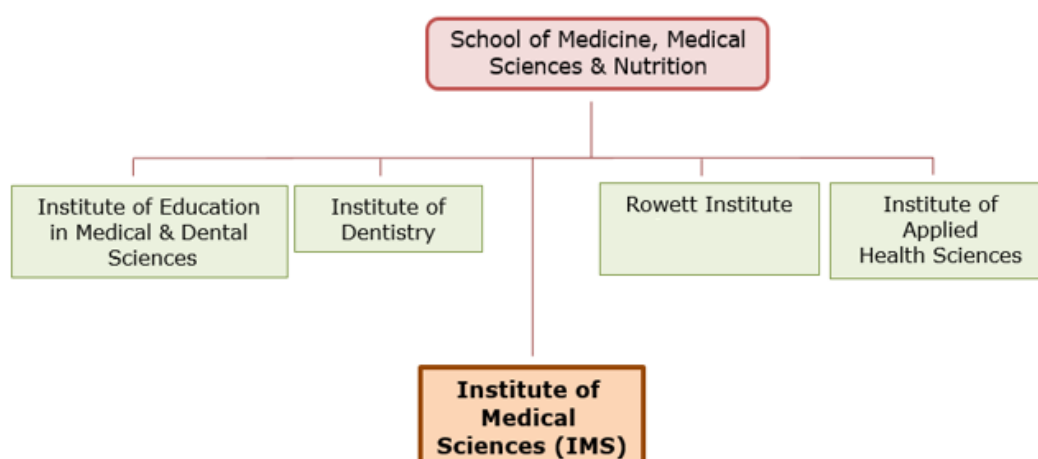 School of Medicine, Medical
Sciences & Nutrition
Institute of Education
in Medical & Dental
Sciences
Institute of
Dentistry
Rowett Institute
Institute of
Applied
Health Sciences
Institute of
Medical
Sciences (IMS)